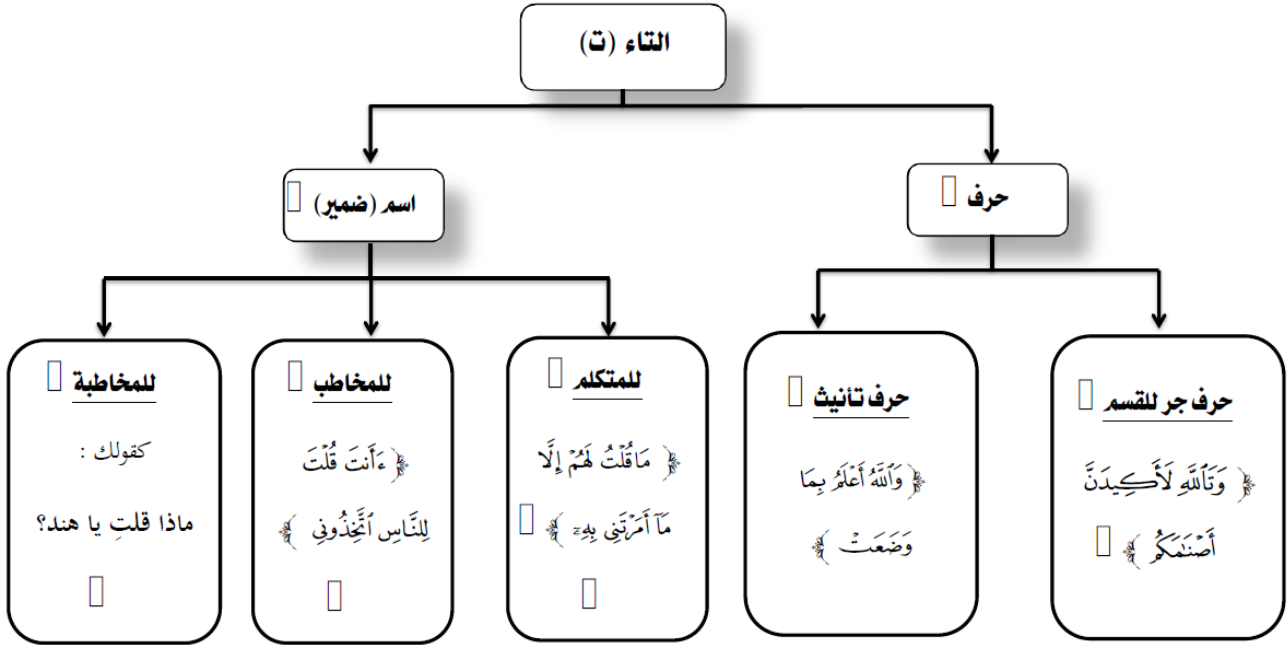 التاء (ت)
حرف
اسم (ضمير)
حرف جر للقسم
﴿ وَتَٱللَّهِ لَأَكِيدَنَّ
أَصْنَٰمَكُم ﴾
حرف تأنيث
﴿ وَٱللَّهُ أَعْلَمُ بِمَا
وَضَعَتْ ﴾
للمتكلم
﴿ مَا قُلْتُ لَهُمْ إِلَّا
مَآ أَمَرْتَنِى بِهِۦٓ ﴾
للمخاطب
﴿ ءَأَنتَ قُلْتَ
لِلنَّاسِ ٱتَّخِذُونِى ﴾
للمخاطبة
كقولك :
ماذا قلتِ يا هند؟